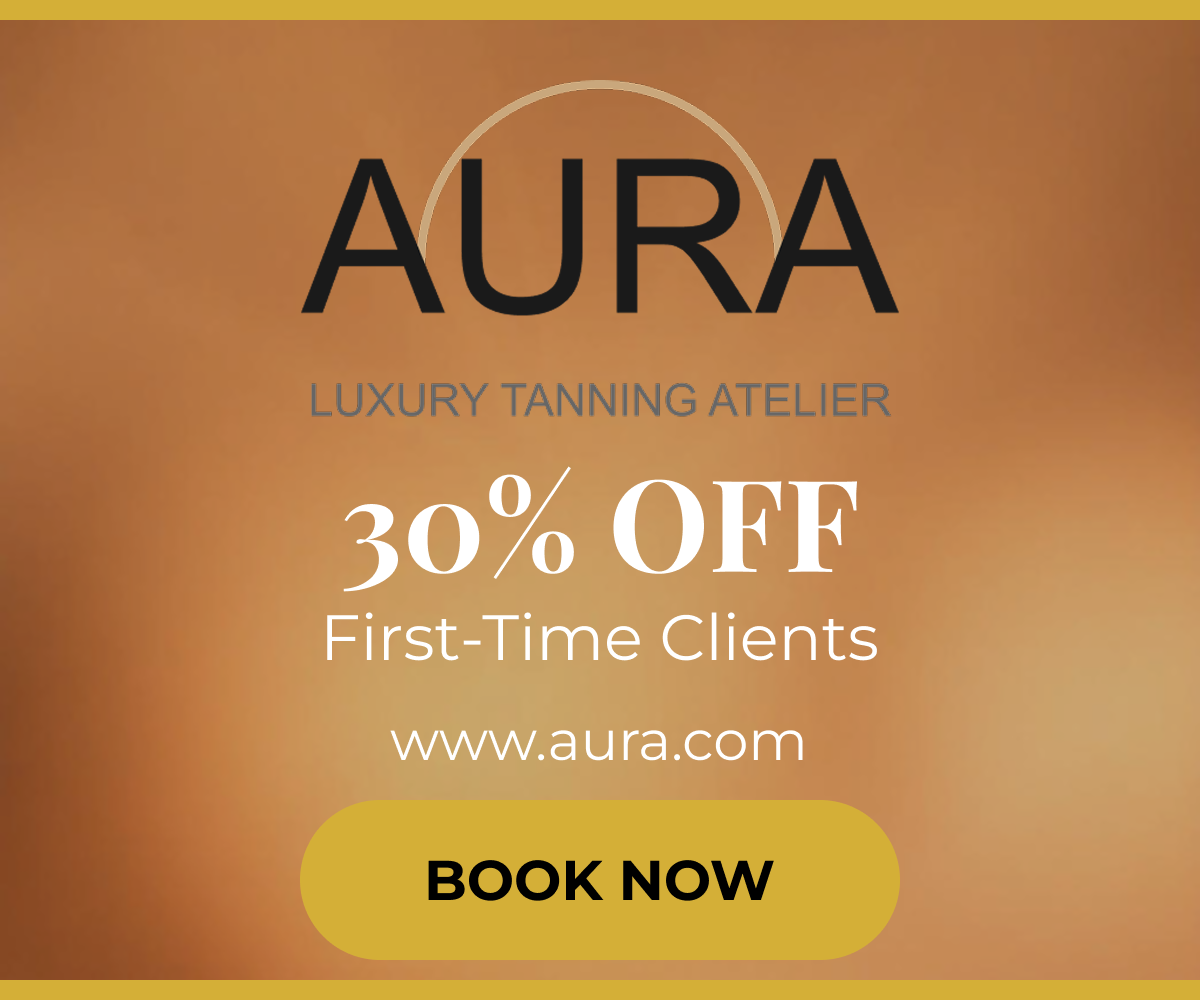 AURA
LUXURY TANNING ATELIER
30% OFF
First-Time Clients
www.aura.com
BOOK NOW